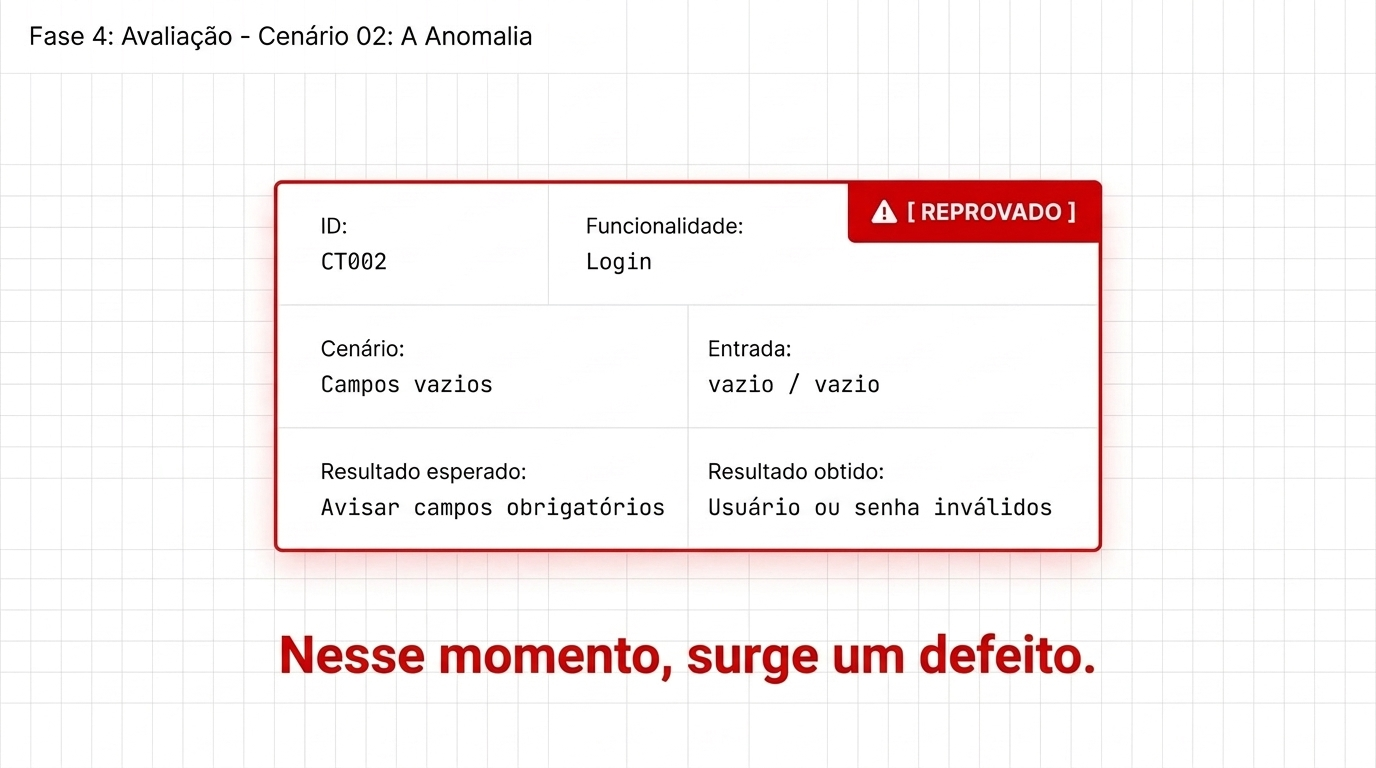 Fase 4: Avaliação - Cenário 02: A Anomalia
[ REPROVADO ]
ID:
CT002
Funcionalidade:
Login
Cenário:
Campos vazios
Entrada:
vazio / vazio
Resultado esperado:
Avisar campos obrigatórios
Resultado obtido:
Usuário ou senha inválidos
Nesse momento, surge um defeito.